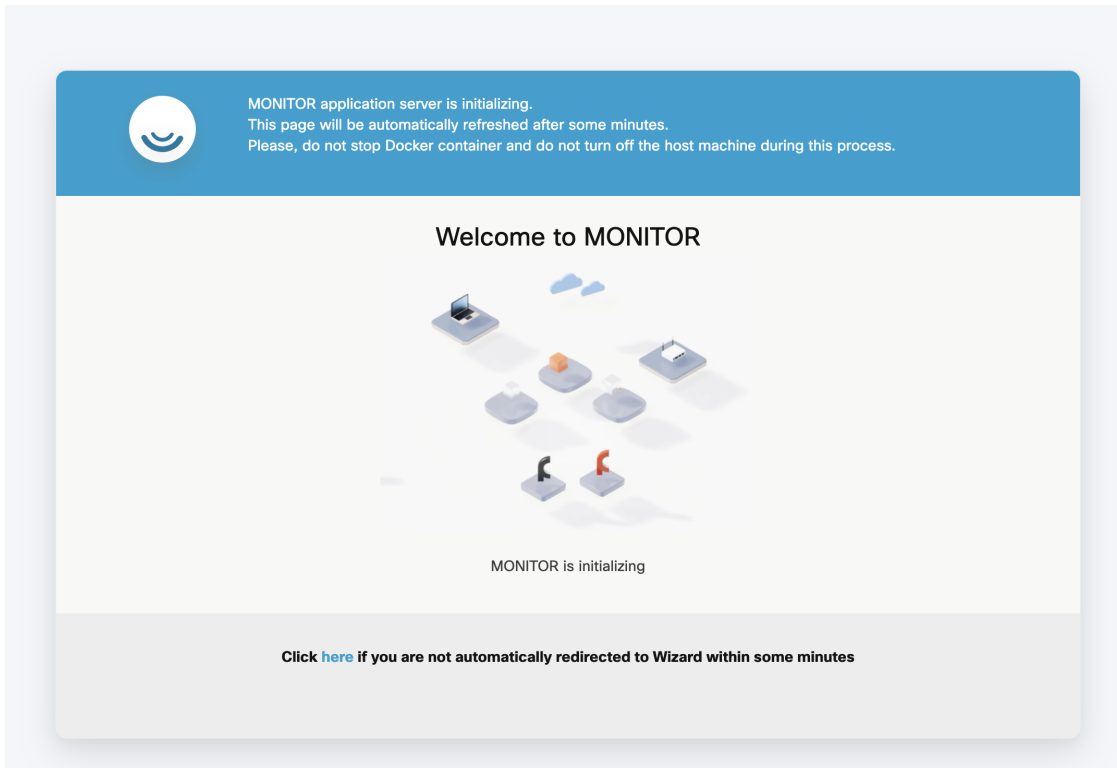 MONITOR application server is initializing.
This page will be automatically refreshed after some minutes.
Please, do not stop Docker container and do not turn off the host machine during this process.
Welcome to MONITOR
MONITOR is initializing
Click here if you are not automatically redirected to Wizard within some minutes